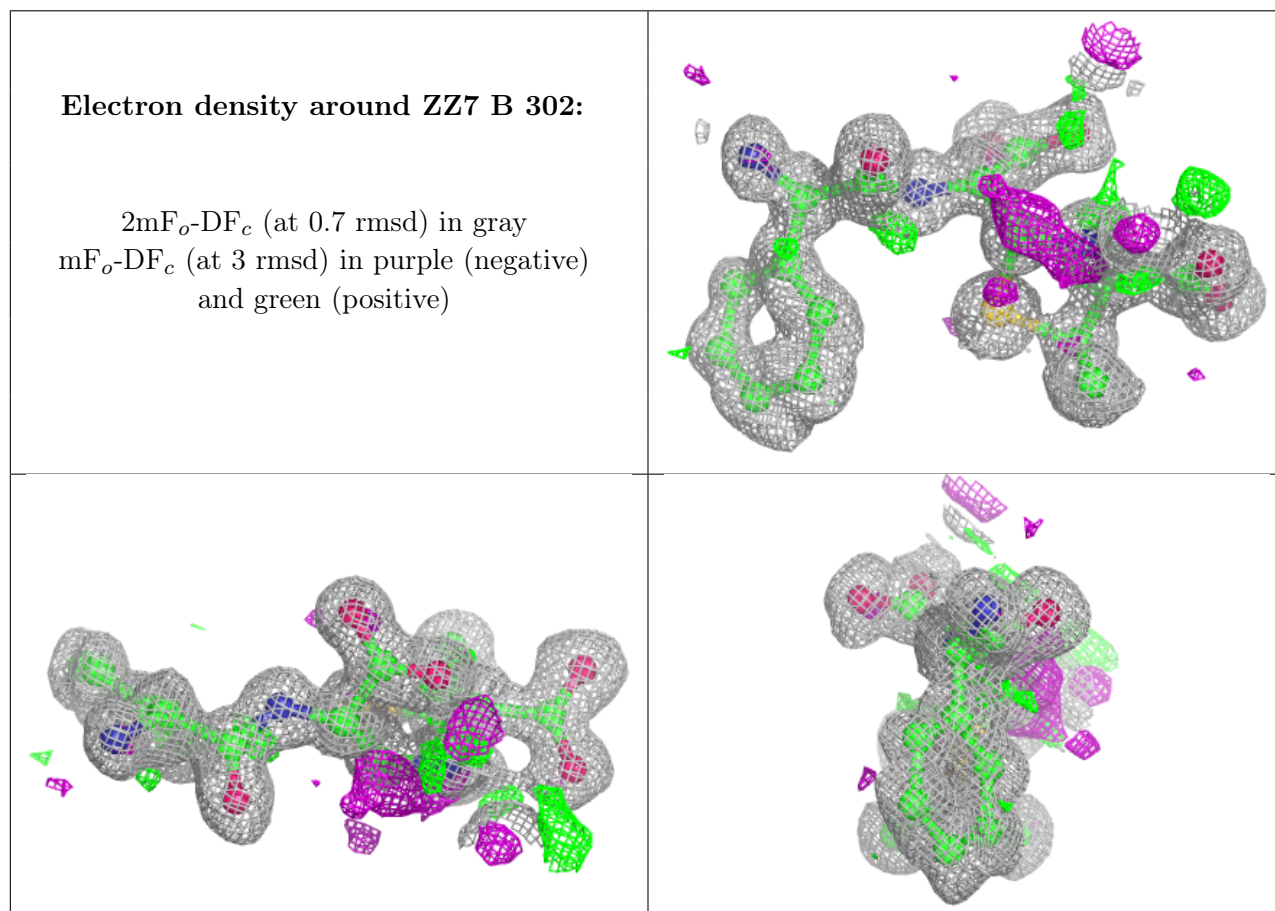 Electron density around ZZ7 B 302:
2mFo-DFc (at 0.7 rmsd) in gray
mFo-DFc (at 3 rmsd) in purple (negative)
and green (positive)